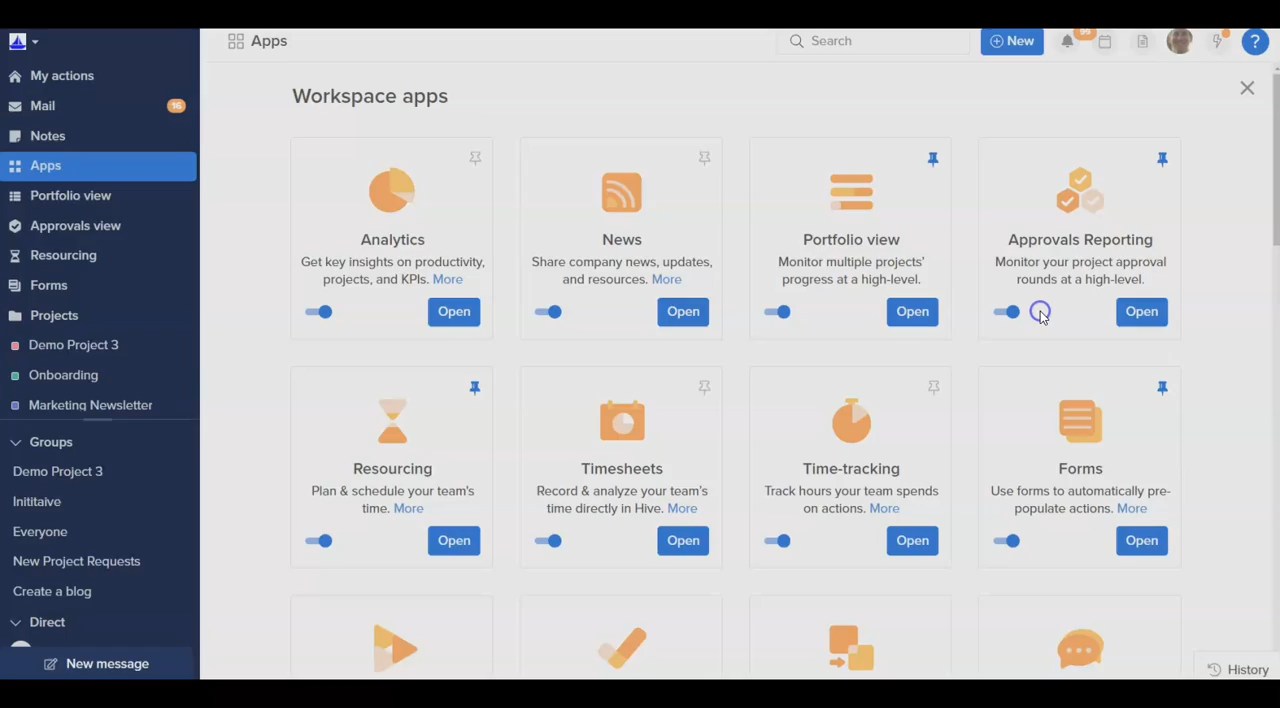 Apps
Search
New
99
?
My actions
Mail
16
Notes
Apps
Portfolio view
Approvals view
Resourcing
Forms
Projects
Demo Project 3
Onboarding
Marketing Newsletter
Groups
Demo Project 3
Inititaive
Everyone
New Project Requests
Create a blog
Direct
New message
Workspace apps
Analytics
Get key insights on productivity,
projects, and KPIs. More
Open
News
Share company news, updates,
and resources. More
Open
Portfolio view
Monitor multiple projects'
progress at a high-level.
Open
Approvals Reporting
Monitor your project approval
rounds at a high-level.
Open
Resourcing
Plan & schedule your team's
time. More
Open
Timesheets
Record & analyze your team's
time directly in Hive. More
Open
Time-tracking
Track hours your team spends
on actions. More
Open
Forms
Use forms to automatically pre-
populate actions. More
Open
History